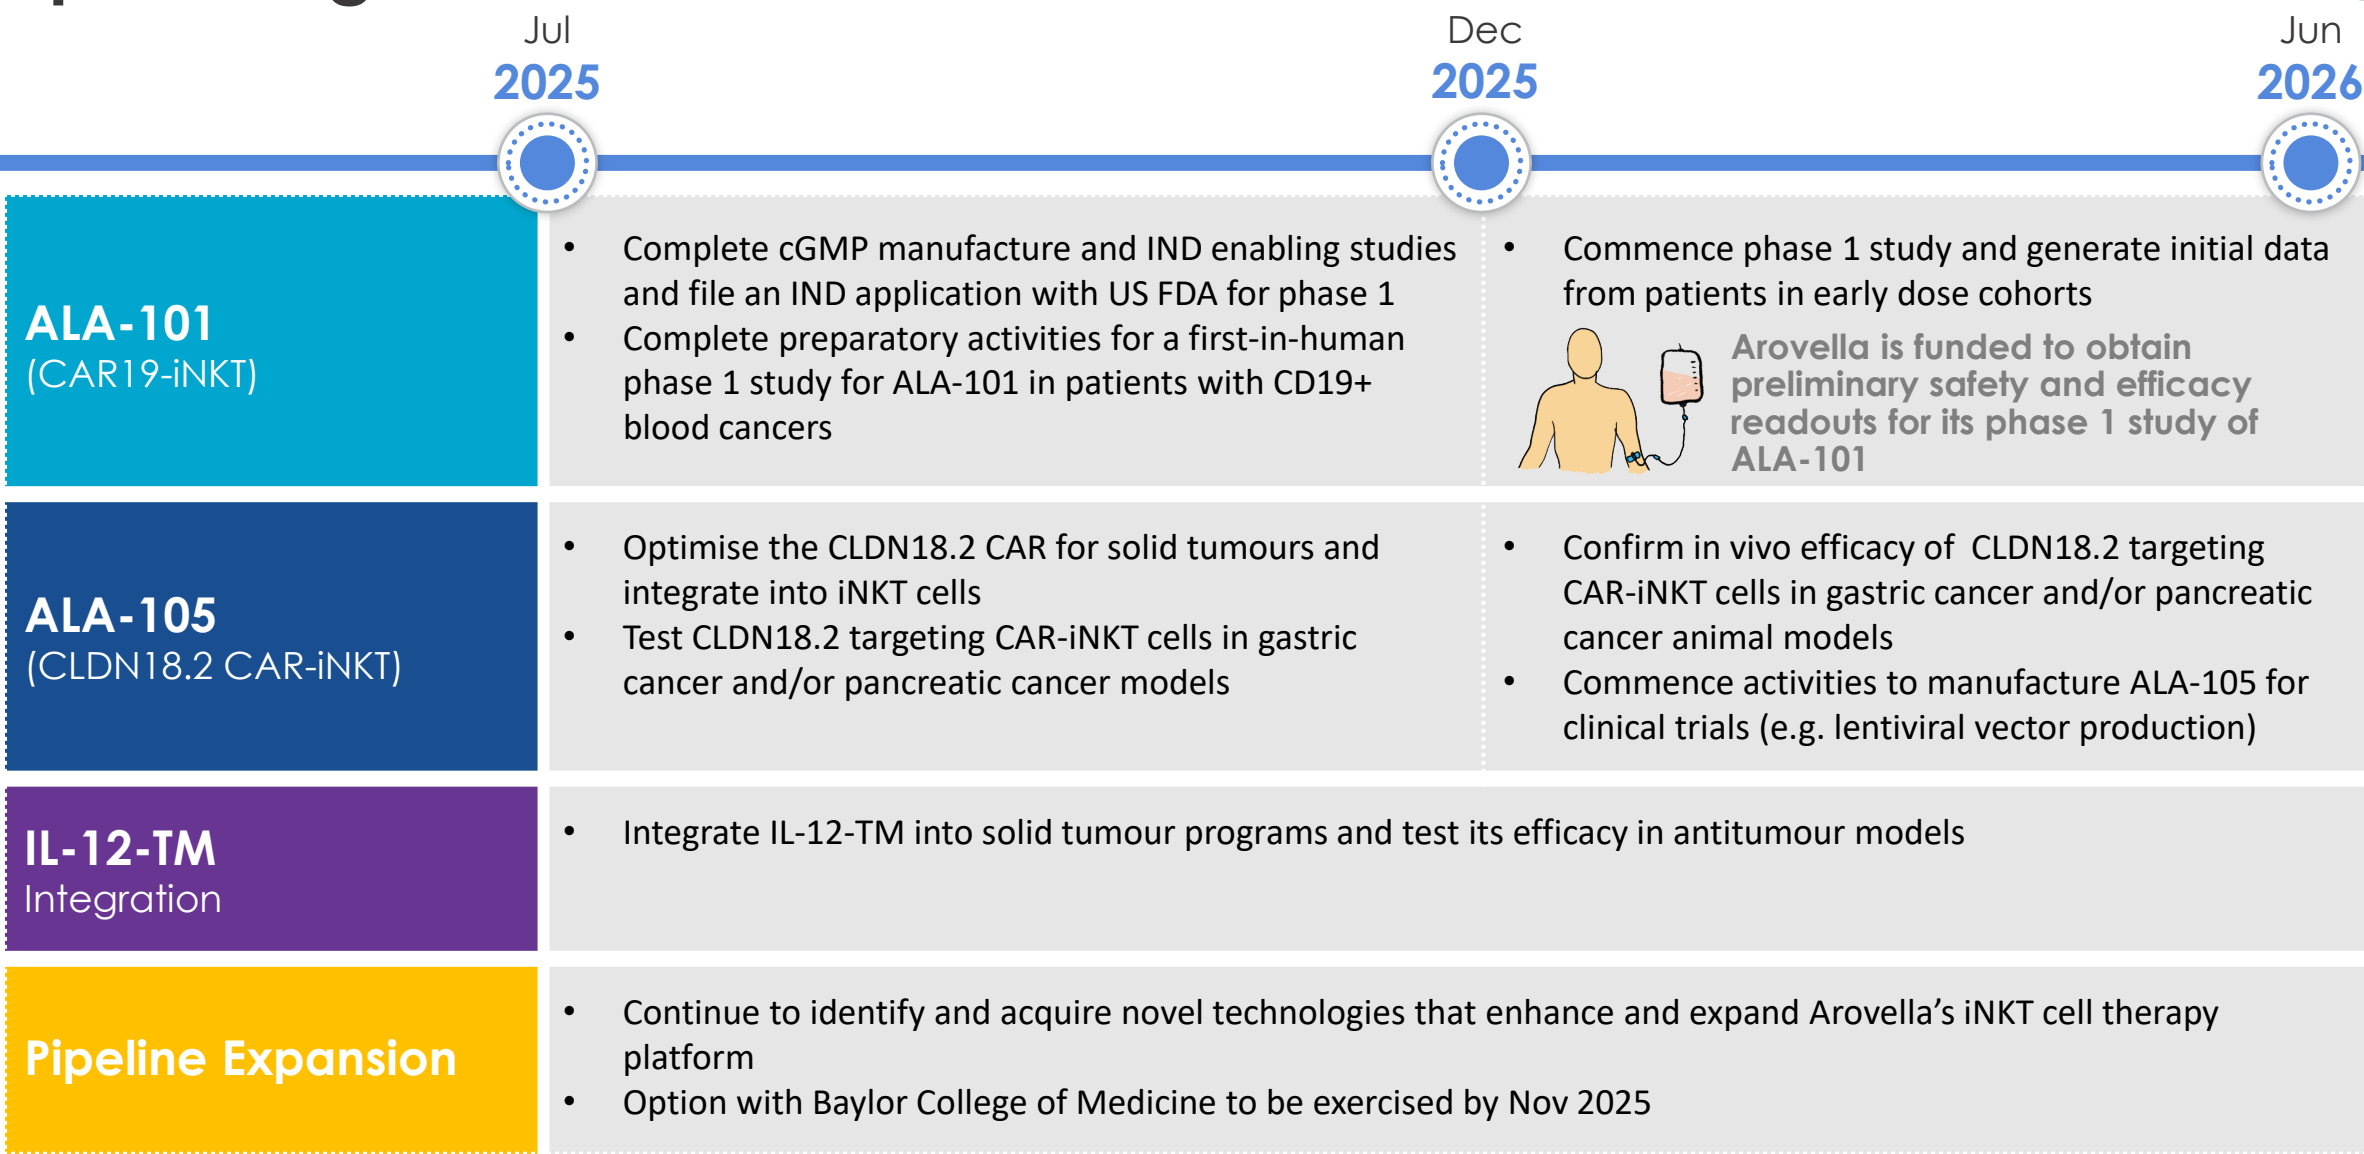 Jul
2025
Dec
2025
Jun
2026
ALA-101
(CAR19-iNKT)
• Complete cGMP manufacture and IND enabling studies
and file an IND application with US FDA for phase 1
• Complete preparatory activities for a first-in-human
phase 1 study for ALA-101 in patients with CD19+
blood cancers
• Commence phase 1 study and generate initial data
from patients in early dose cohorts
Arovella is funded to obtain
preliminary safety and efficacy
readouts for its phase 1 study of
ALA-101
ALA-105
(CLDN18.2 CAR-iNKT)
• Optimise the CLDN18.2 CAR for solid tumours and
integrate into iNKT cells
• Test CLDN18.2 targeting CAR-iNKT cells in gastric
cancer and/or pancreatic cancer models
• Confirm in vivo efficacy of CLDN18.2 targeting
CAR-iNKT cells in gastric cancer and/or pancreatic
cancer animal models
• Commence activities to manufacture ALA-105 for
clinical trials (e.g. lentiviral vector production)
IL-12-TM
Integration
• Integrate IL-12-TM into solid tumour programs and test its efficacy in antitumour models
Pipeline Expansion
• Continue to identify and acquire novel technologies that enhance and expand Arovella’s iNKT cell therapy
platform
• Option with Baylor College of Medicine to be exercised by Nov 2025